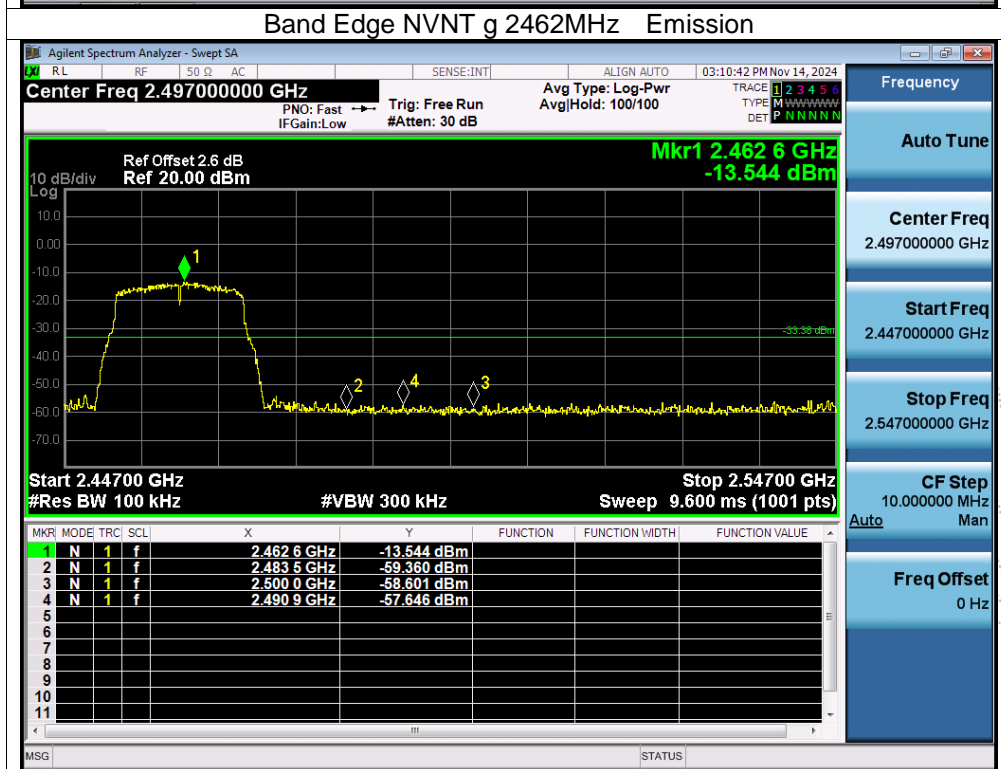 Band Edge NVNT g 2462MHz Emission
Agilent Spectrum Analyzer - Swept SA
LXI RL RF 50 Ω AC SENSE:INT ALIGN AUTO 03:10:42 PM Nov 14, 2024
Center Freq 2.497000000 GHz
PNO: Fast
IFGain:Low
Trig: Free Run
#Atten: 30 dB
Avg Type: Log-Pwr
Avg|Hold: 100/100
TRACE 1 2 3 4 5 6
TYPE M WWWWW
DET P N N N N N
Mkr1 2.462 6 GHz
-13.544 dBm
Ref Offset 2.6 dB
10 dB/div Ref 20.00 dBm
Log
10.0
0.00
-10.0
-20.0
-30.0
-40.0
-50.0
-60.0
-70.0
1
-33.38 dBm
2
4
3
Start 2.44700 GHz Stop 2.54700 GHz
#Res BW 100 kHz #VBW 300 kHz Sweep 9.600 ms (1001 pts)
MKR MODE TRC SCL X Y FUNCTION FUNCTION WIDTH FUNCTION VALUE
1 N 1 f 2.462 6 GHz -13.544 dBm
2 N 1 f 2.483 5 GHz -59.360 dBm
3 N 1 f 2.500 0 GHz -58.601 dBm
4 N 1 f 2.490 9 GHz -57.646 dBm
5
6
7
8
9
10
11
MSG STATUS
Frequency
Auto Tune
Center Freq
2.497000000 GHz
Start Freq
2.447000000 GHz
Stop Freq
2.547000000 GHz
CF Step
10.000000 MHz
Auto Man
Freq Offset
0 Hz